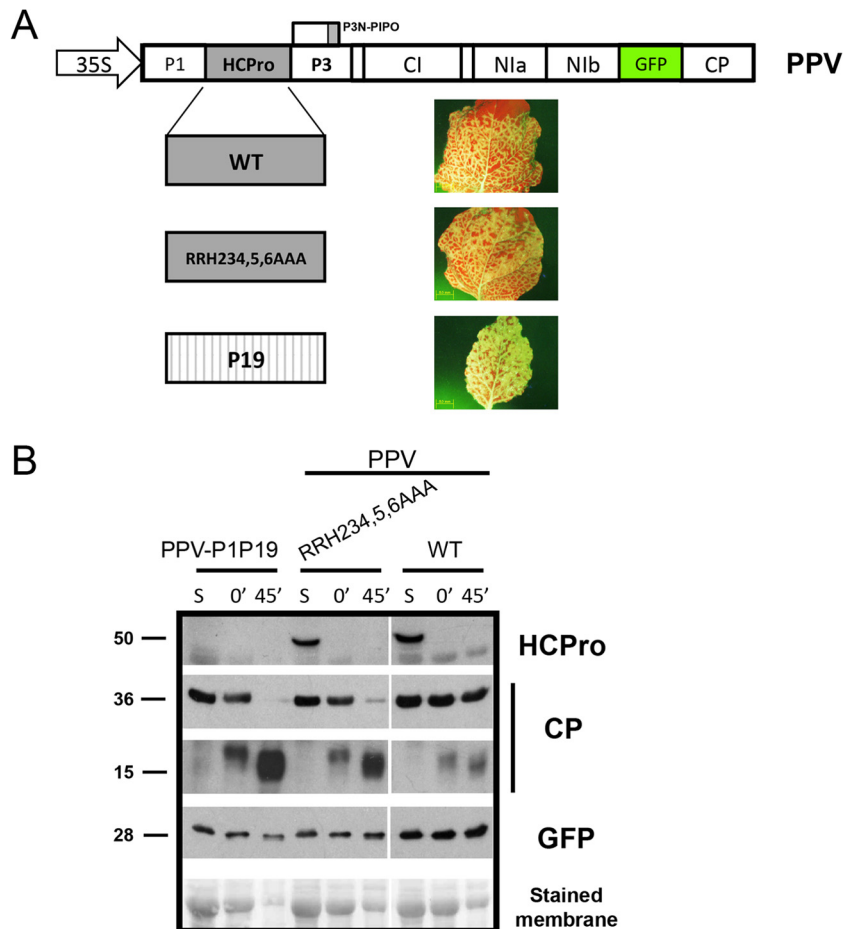 A
P3N-PIPO
35S P1 HCPro P3 CI NIa NIb GFP CP PPV
WT
RRH234,5,6AAA
P19
B
PPV
PPV-P1P19 RRH234,5,6AAA WT
S 0’ 45’ S 0’ 45’ S 0’ 45’
50 HCPro
36
CP
15
28 GFP
Stained
membrane